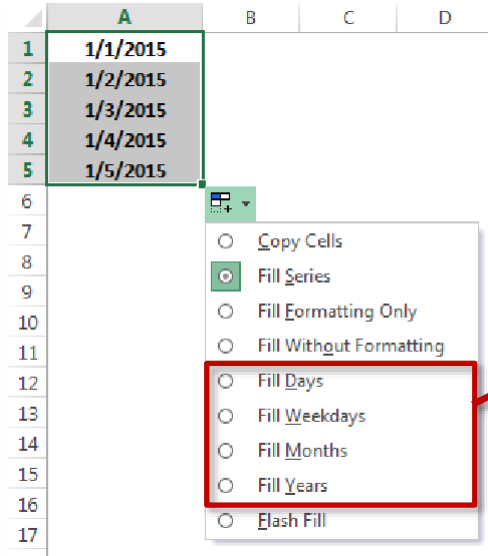 A B C D
1 1/1/2015
2 1/2/2015
3 1/3/2015
4 1/4/2015
5 1/5/2015
6
7
Copy Cells
8
Fill Series
9
10
Fill Formatting Only
11
Fill Without Formatting
12
Fill Days
13
Fill Weekdays
14
Fill Months
15
Fill Years
16
Flash Fill
17